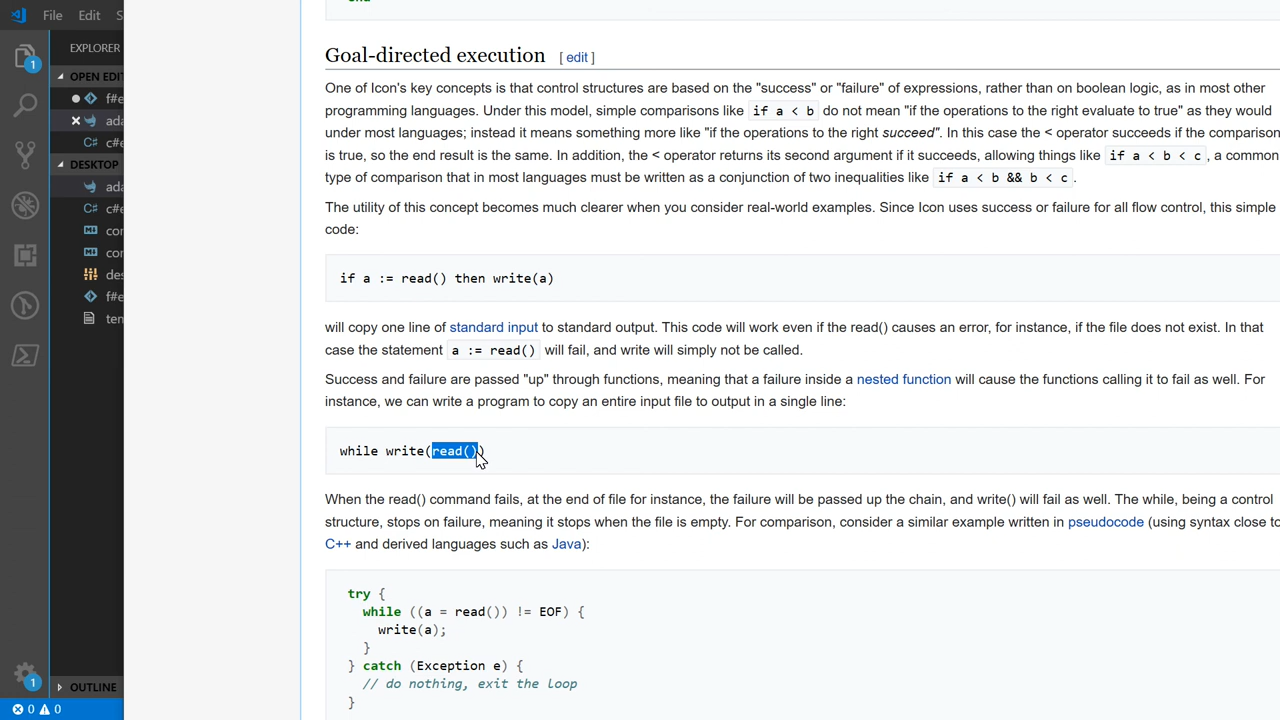 File Edit S
EXPLORER
OPEN EDIT
f#e
ada
c#e
DESKTOP
ada
c#e
con
con
des
f#e
ten
OUTLINE
0 0
1
1
end
Goal-directed execution [ edit ]
One of Icon's key concepts is that control structures are based on the "success" or "failure" of expressions, rather than on boolean logic, as in most other
programming languages. Under this model, simple comparisons like if a < b do not mean "if the operations to the right evaluate to true" as they would
under most languages; instead it means something more like "if the operations to the right succeed". In this case the < operator succeeds if the comparison
is true, so the end result is the same. In addition, the < operator returns its second argument if it succeeds, allowing things like if a < b < c , a common
type of comparison that in most languages must be written as a conjunction of two inequalities like if a < b && b < c .
The utility of this concept becomes much clearer when you consider real-world examples. Since Icon uses success or failure for all flow control, this simple
code:
if a := read() then write(a)
will copy one line of standard input to standard output. This code will work even if the read() causes an error, for instance, if the file does not exist. In that
case the statement a := read() will fail, and write will simply not be called.
Success and failure are passed "up" through functions, meaning that a failure inside a nested function will cause the functions calling it to fail as well. For
instance, we can write a program to copy an entire input file to output in a single line:
while write(read())
When the read() command fails, at the end of file for instance, the failure will be passed up the chain, and write() will fail as well. The while, being a control
structure, stops on failure, meaning it stops when the file is empty. For comparison, consider a similar example written in pseudocode (using syntax close to
C++ and derived languages such as Java):
try {
while ((a = read()) != EOF) {
write(a);
}
} catch (Exception e) {
// do nothing, exit the loop
}